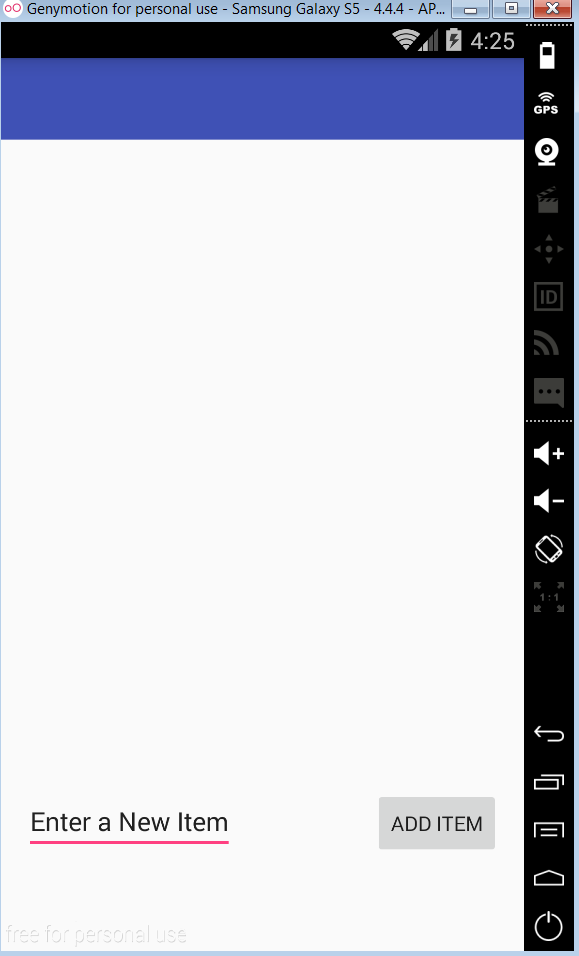 Genymotion for personal use - Samsung Galaxy S5 - 4.4.4 - AP...
4:25
GPS
ID
1:1
Enter a New Item
ADD ITEM
free for personal use